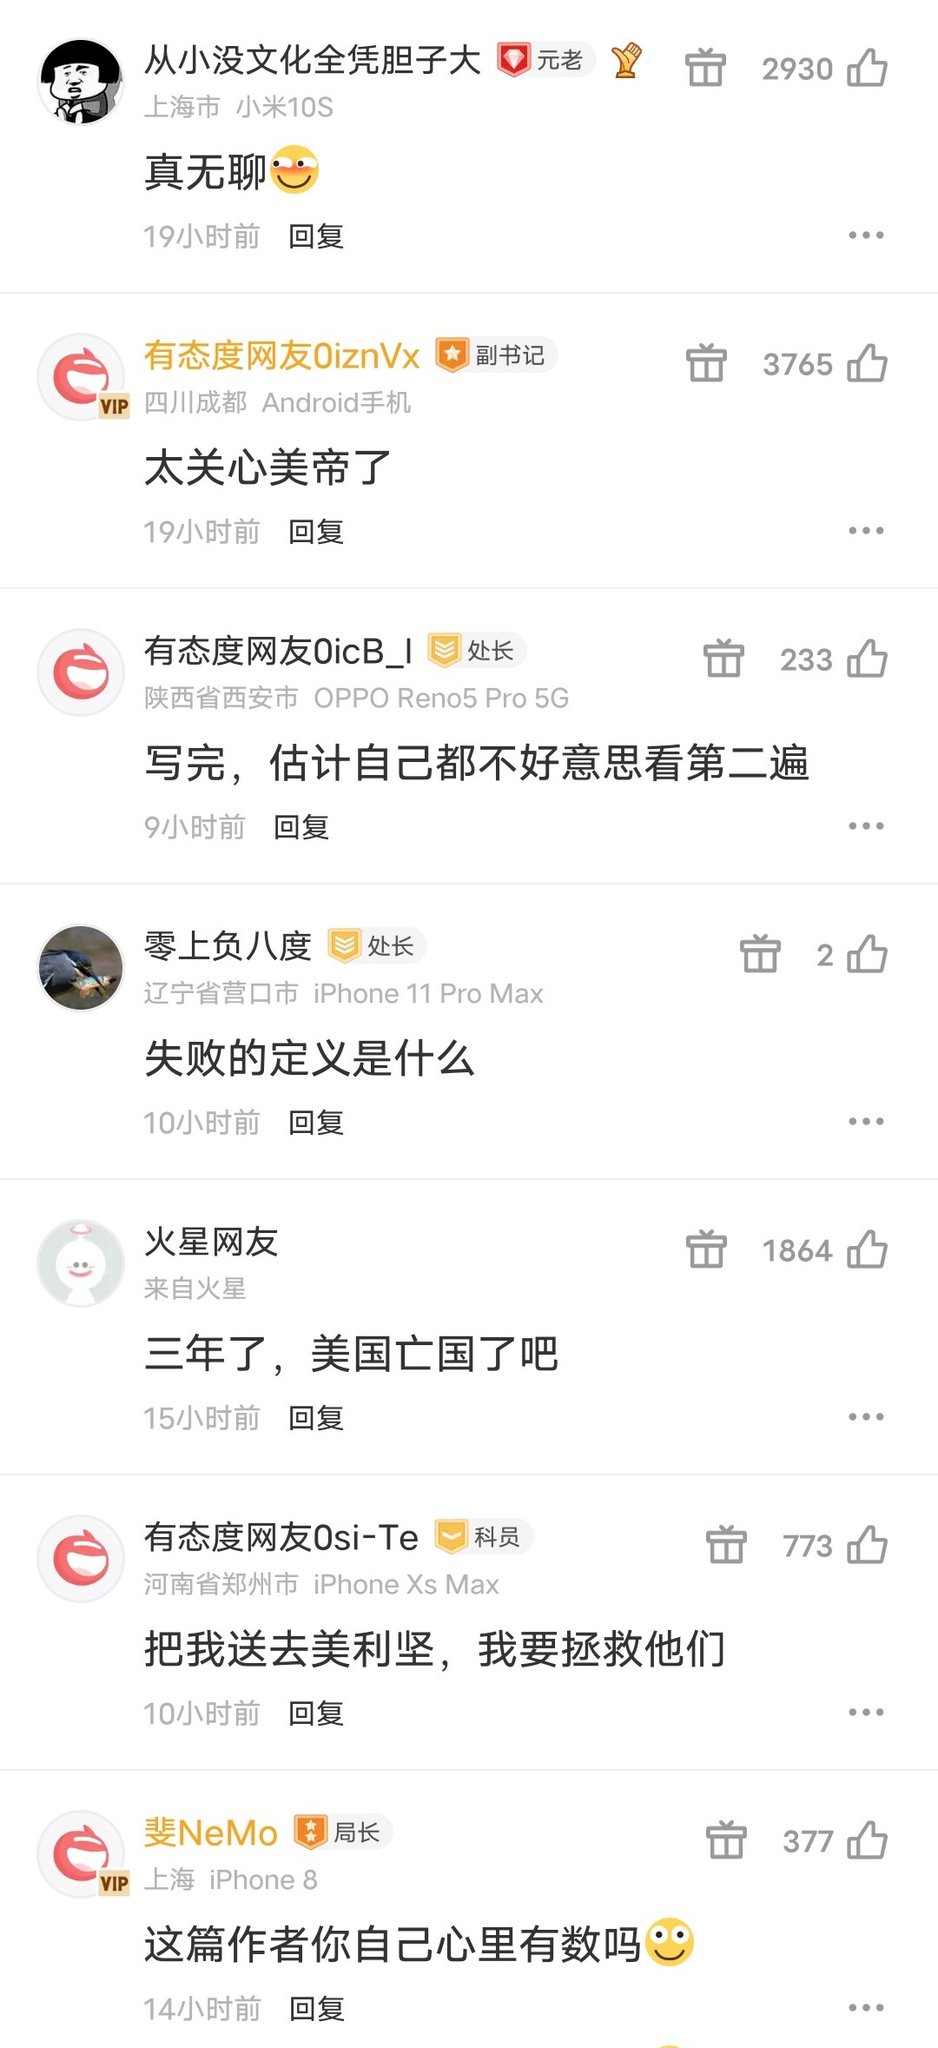 从小没文化全凭胆子大 元老 2930
上海市 小米10S
真无聊
19小时前 回复
有态度网友0iznVx 副书记 3765
VIP 四川成都 Android手机
太关心美帝了
19小时前 回复
有态度网友0icB_l 处长 233
陕西省西安市 OPPO Reno5 Pro 5G
写完，估计自己都不好意思看第二遍
9小时前 回复
零上负八度 处长 2
辽宁省营口市 iPhone 11 Pro Max
失败的定义是什么
10小时前 回复
火星网友 1864
来自火星
三年了，美国亡国了吧
15小时前 回复
有态度网友0si-Te 科员 773
河南省郑州市 iPhone Xs Max
把我送去美利坚，我要拯救他们
10小时前 回复
斐NeMo 局长 377
VIP 上海 iPhone 8
这篇作者你自己心里有数吗
14小时前 回复